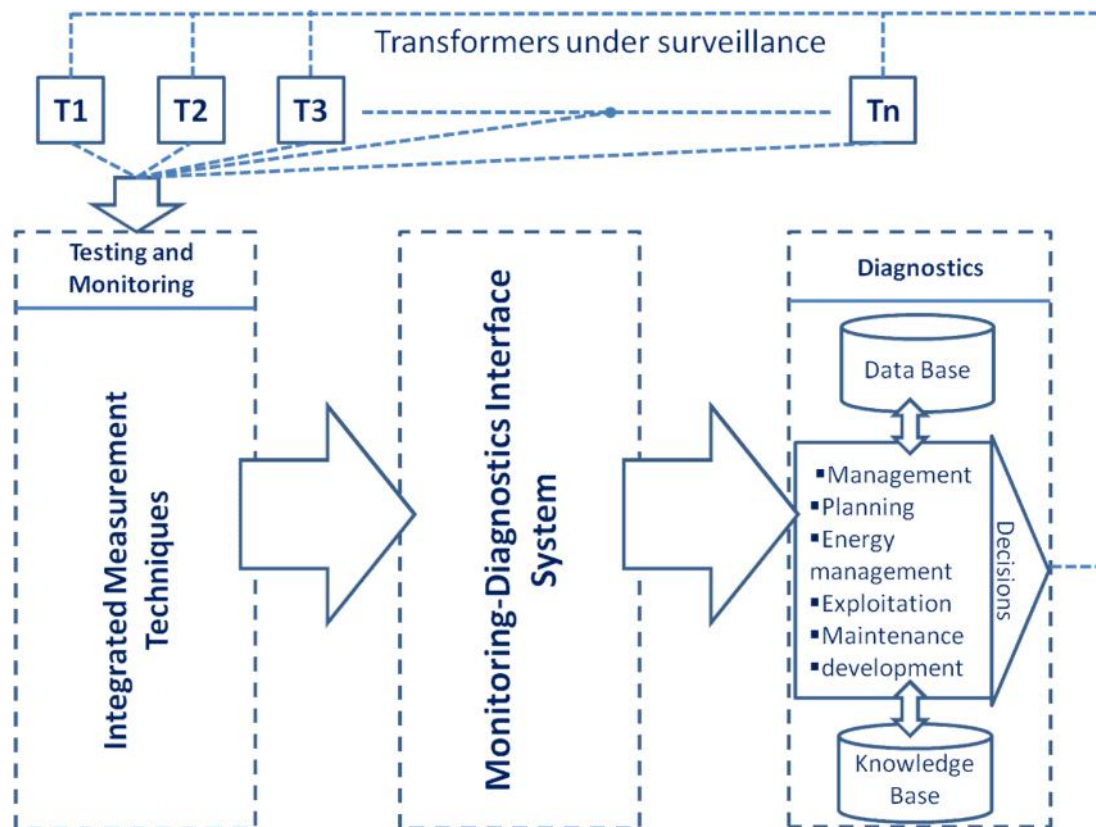 Transformers under surveillance
T1
T2
T3
Tn
Testing and
Monitoring
Integrated Measurement
Techniques
Monitoring-Diagnostics Interface
System
Diagnostics
Data Base
▪Management
▪Planning
▪Energy
management
▪Exploitation
▪Maintenance
▪development
Decisions
Knowledge
Base